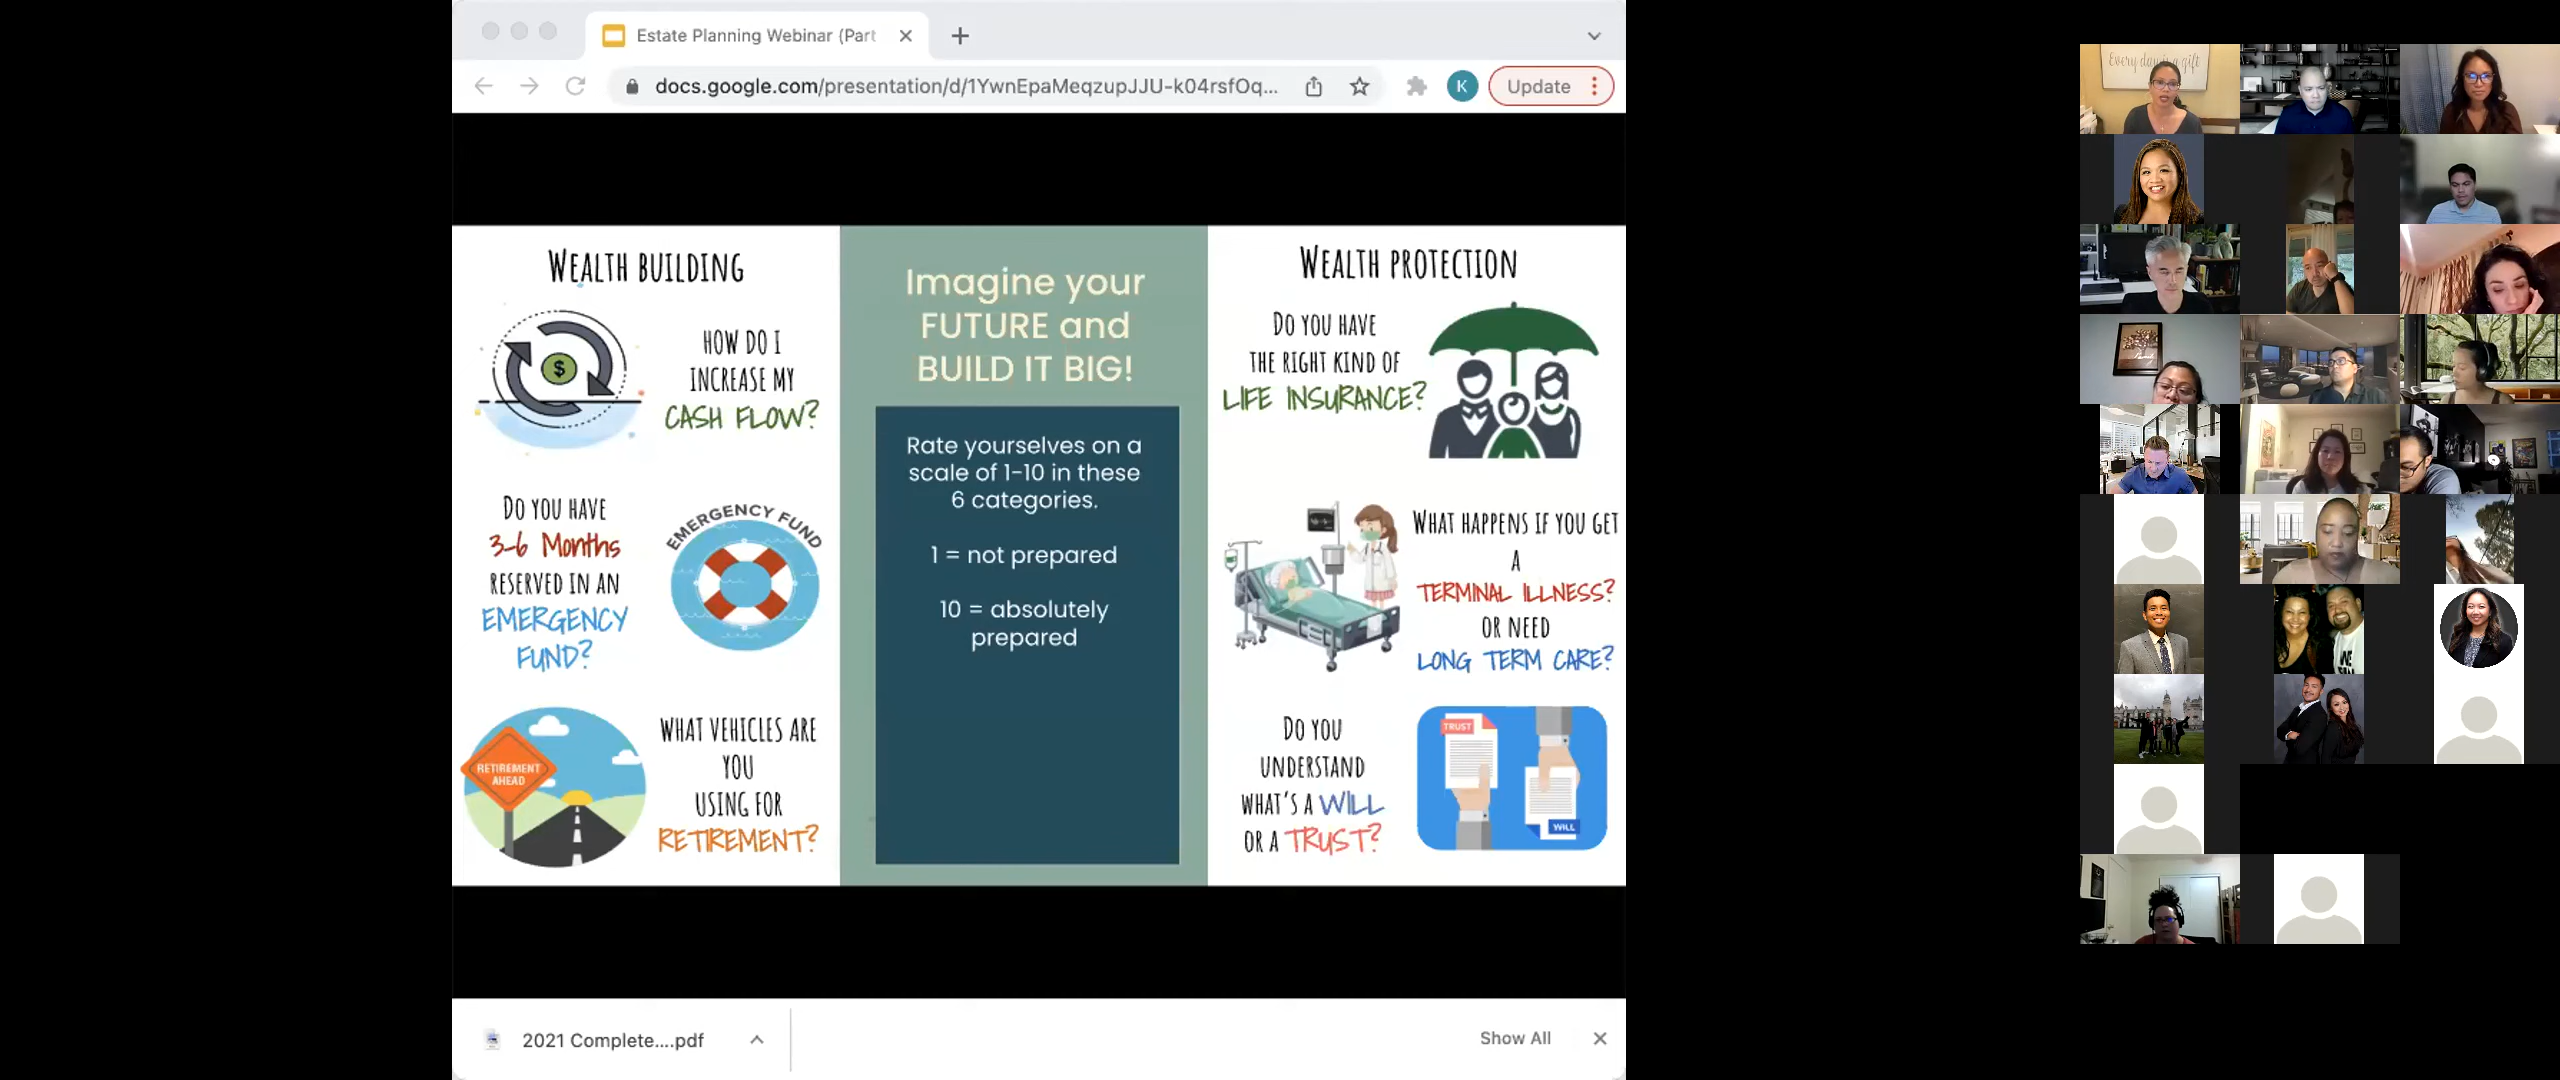 Estate Planning Webinar (Part
docs.google.com/presentation/d/1YwnEpaMeqzupJJU-k04rsfOq...
K
Update
WEALTH BUILDING
HOW DO I
INCREASE MY
CASH FLOW?
$
DO YOU HAVE
3-6 Months
RESERVED IN AN
EMERGENCY
FUND?
EMERGENCY FUND
RETIREMENT
AHEAD
WHAT VEHICLES ARE
YOU
USING FOR
RETIREMENT?
Imagine your
FUTURE and
BUILD IT BIG!
Rate yourselves on a
scale of 1-10 in these
6 categories.
1 = not prepared
10 = absolutely
prepared
WEALTH PROTECTION
DO YOU HAVE
THE RIGHT KIND OF
LIFE INSURANCE?
WHAT HAPPENS IF YOU GET
A
TERMINAL ILLNESS?
OR NEED
LONG TERM CARE?
DO YOU
UNDERSTAND
WHAT'S A WILL
OR A TRUST?
TRUST
WILL
2021 Complete....pdf
Show All
Every day is a gift